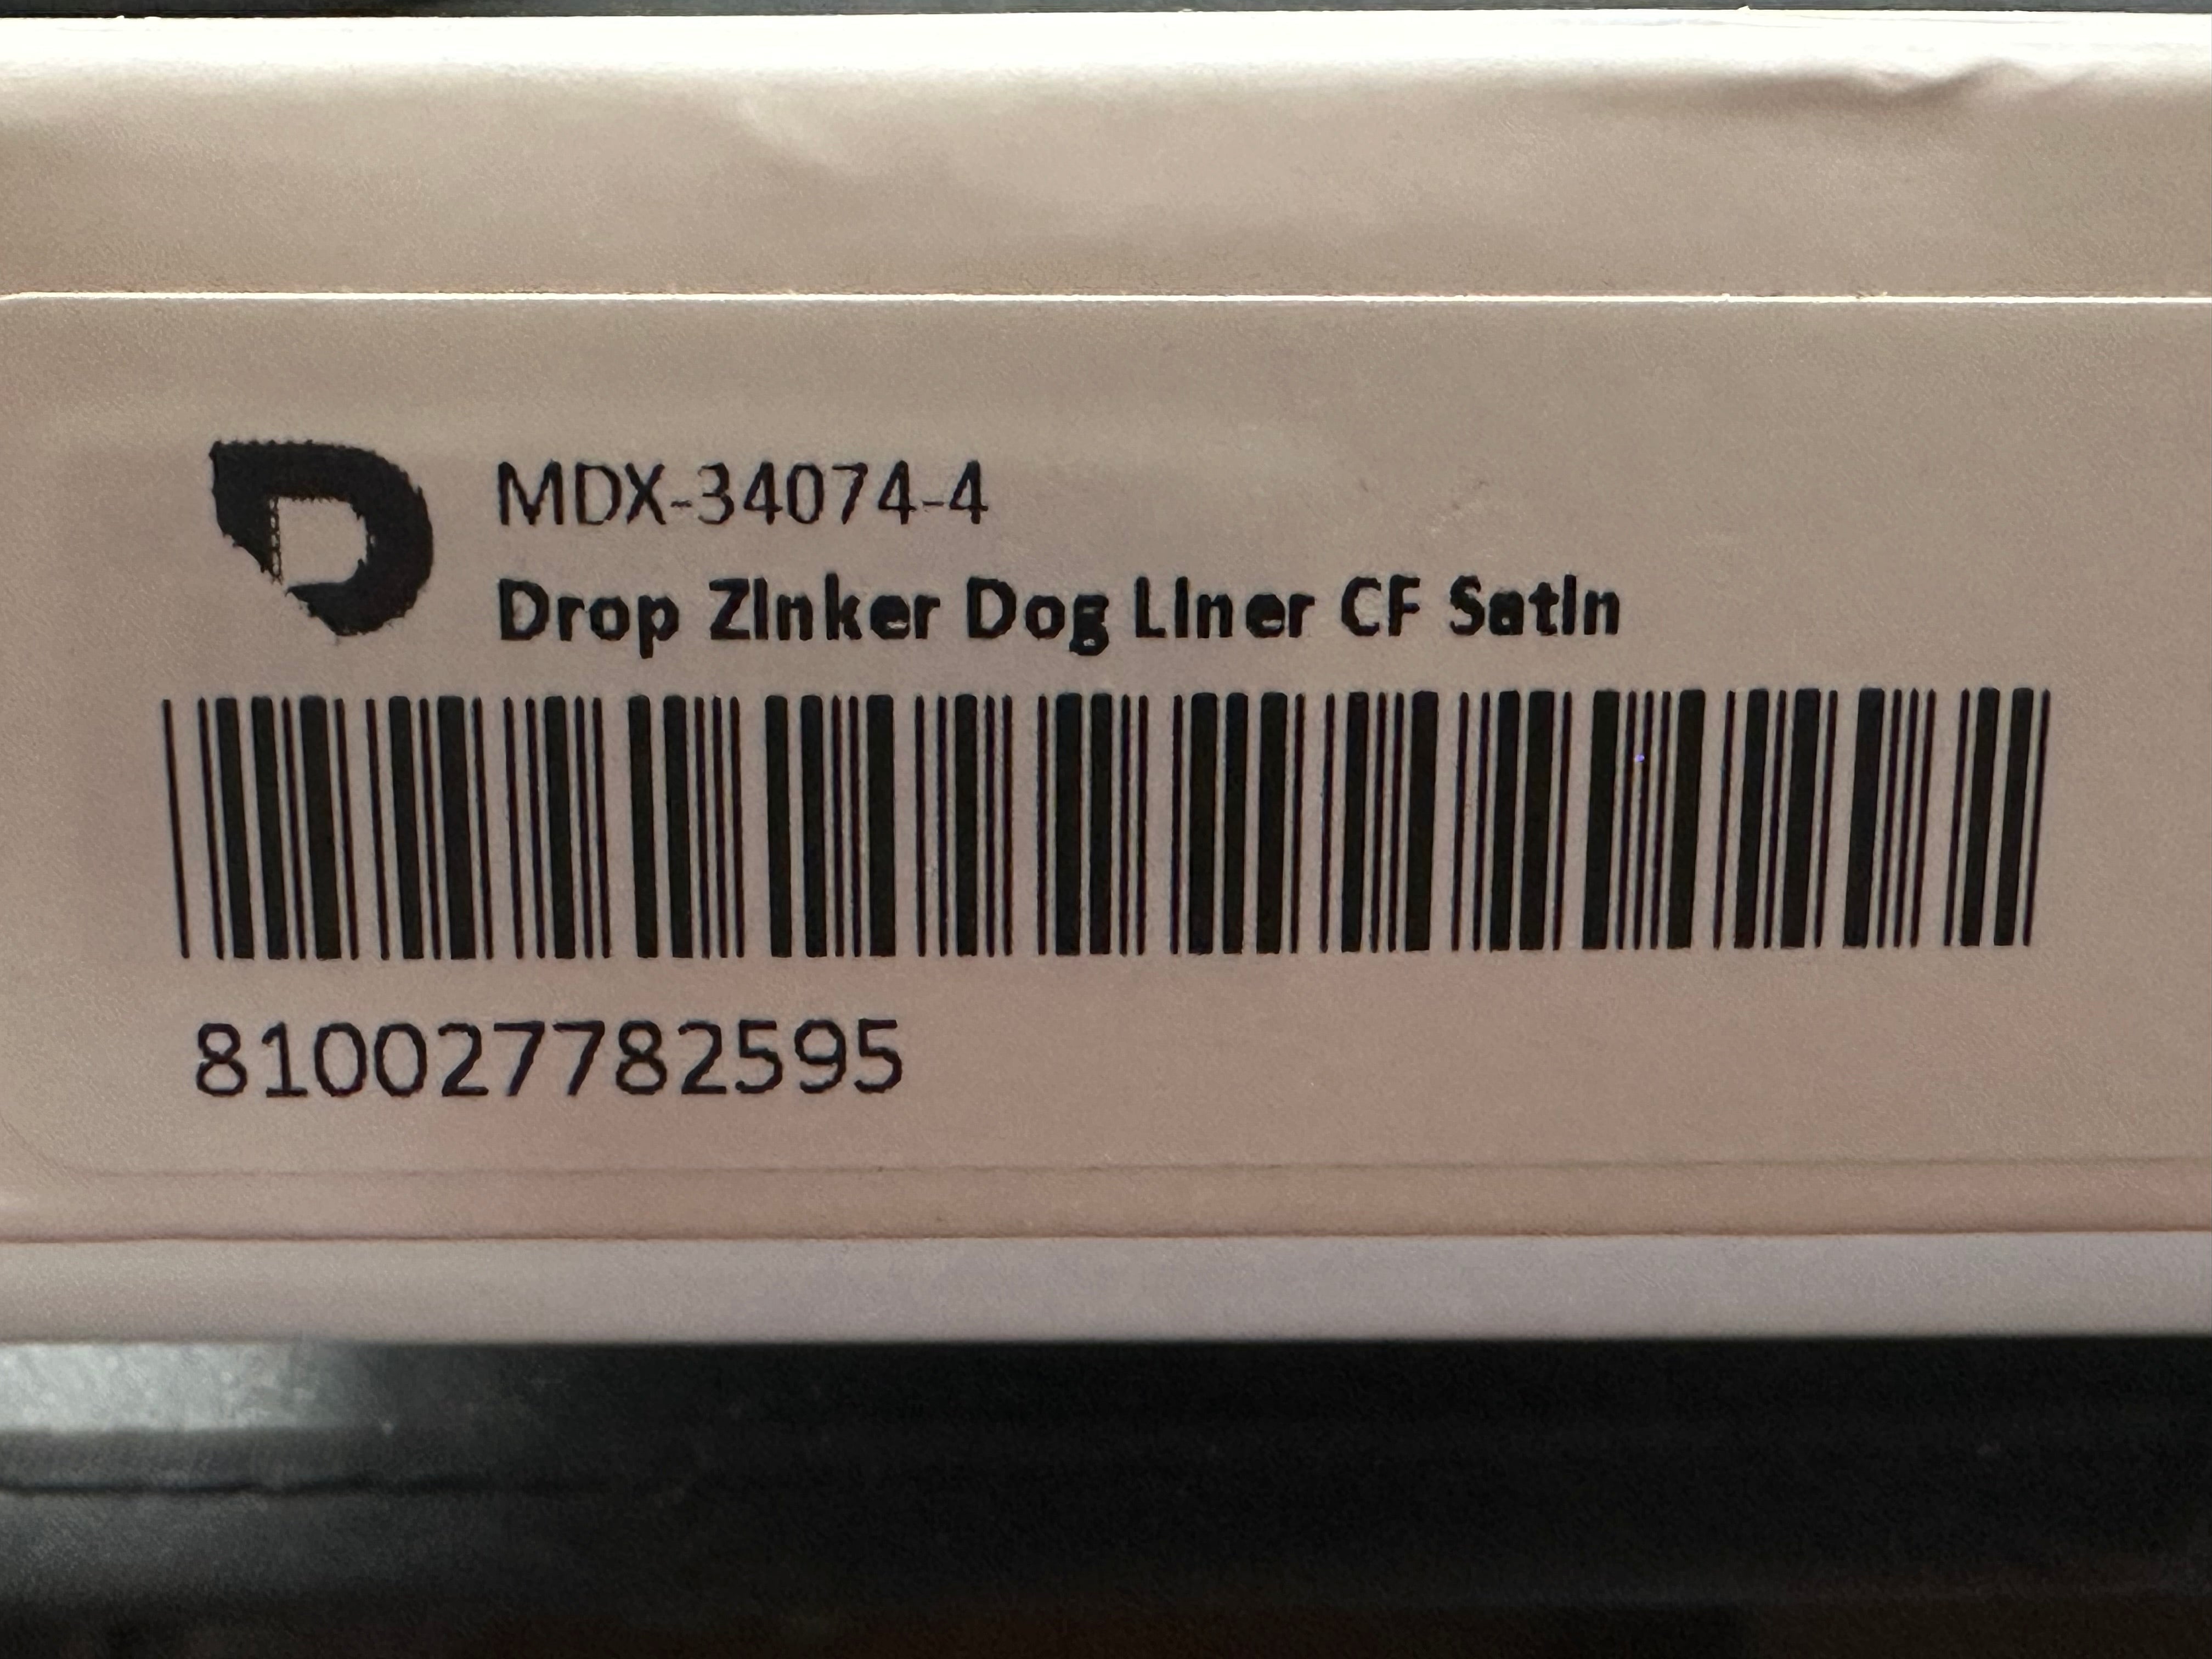 MDX-34074-4
Drop Zinker Dog Liner CF Satin
810027782595